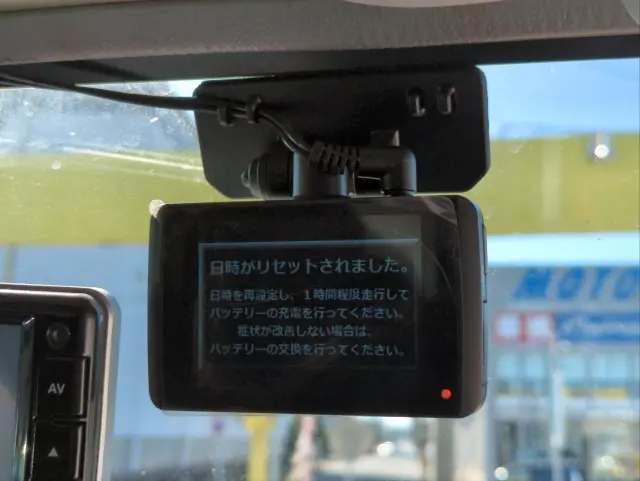 日時がリセットされました。
日時を再設定し、1時間程度走行して
バッテリーの充電を行ってください。
症状が改善しない場合は、
バッテリーの交換を行ってください。
AV
MOTO